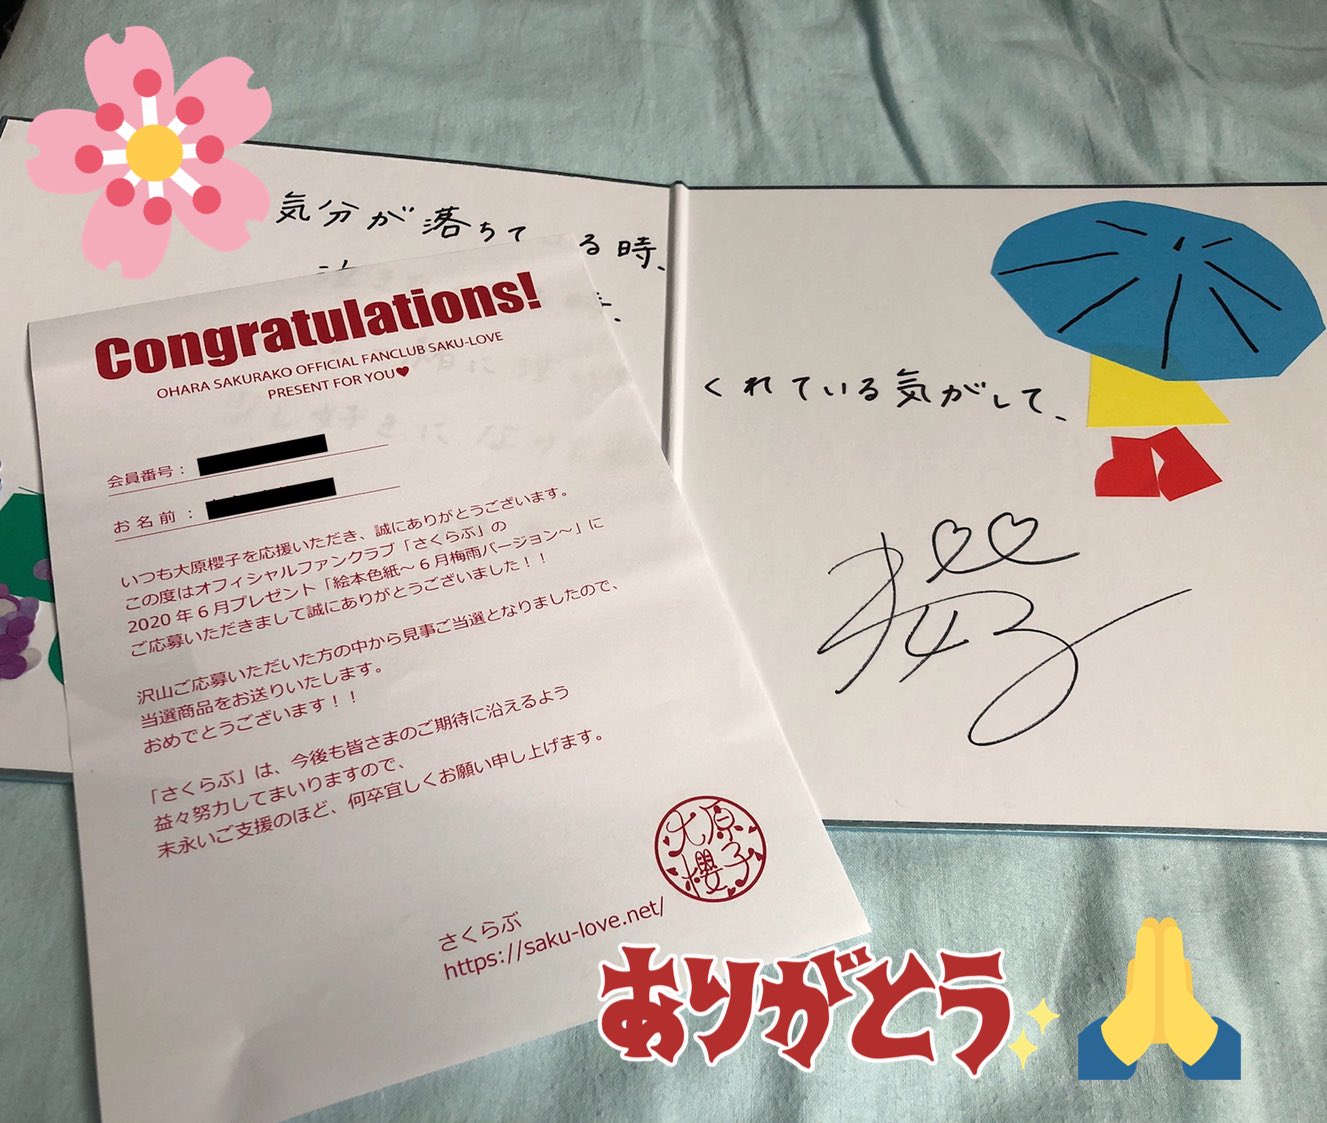 気分が落ちて
る時、
Congratulations!
OHARA SAKURAKO OFFICIAL FANCLUB SAKU-LOVE
PRESENT FOR YOU♥
会員番号：
お名前：
いつも大原櫻子を応援いただき、誠にありがとうございます。
この度はオフィシャルファンクラブ「さくらぶ」の
2020年6月プレゼント「絵本色紙～6月梅雨バージョン～」に
ご応募いただきまして誠にありがとうございました！！
沢山ご応募いただいた方の中から見事ご当選となりましたので、
当選商品をお送りいたします。
おめでとうございます！！
「さくらぶ」は、今後も皆さまのご期待に沿えるよう
益々努力してまいりますので、
末永いご支援のほど、何卒宜しくお願い申し上げます。
大原
櫻子
さくらぶ
https://saku-love.net/
くれている気がして、
櫻子
ありがとう